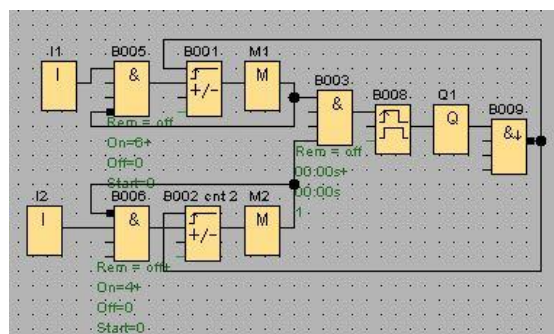 I1 B005 B001 M1
I & +/- M
B003 B008 Q1 B009
& Q &↓
Rem = off
On=6+
Off=0
Start=0
Rem = off
00:00s+
00:00s
1
I2 B006 B002 cnt 2 M2
I & +/- M
Rem = off+
On=4+
Off=0
Start=0